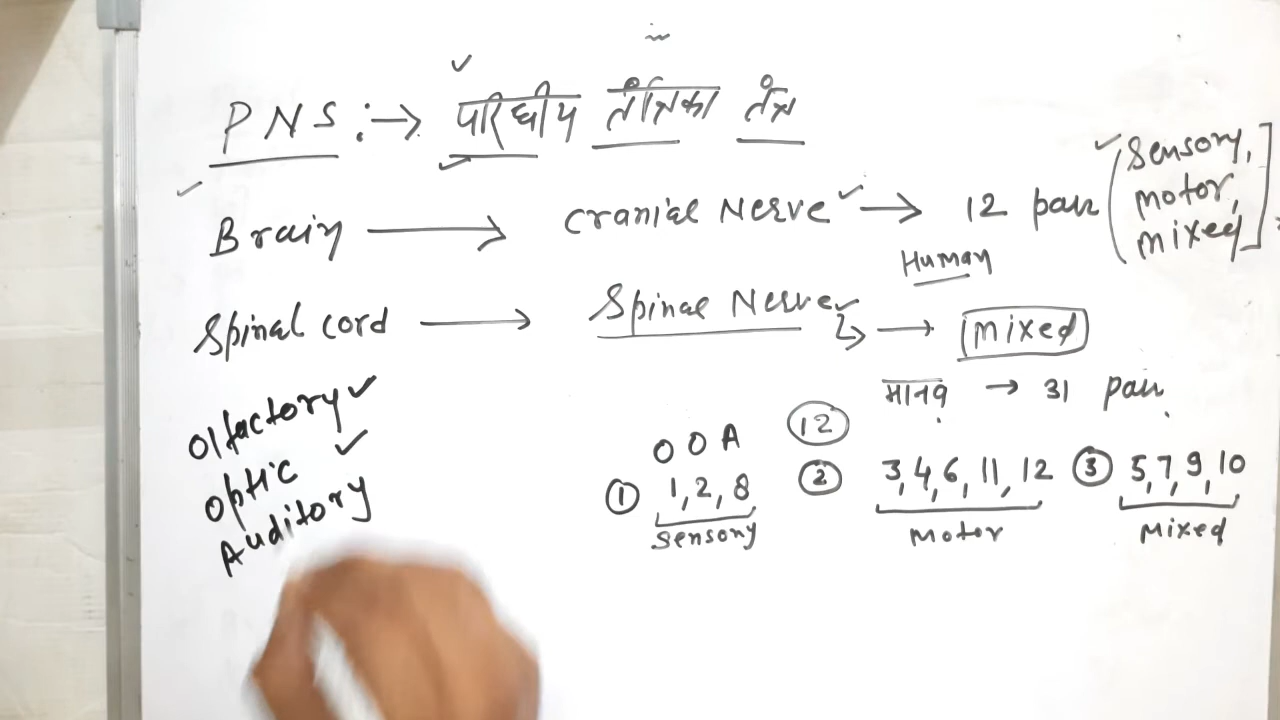 PNS :→ परिधीय तंत्रिका तंत्र
Brain → Cranial Nerve → 12 pair (Sensory, motor, mixed]
Human
Spinal cord → Spinal Nerve → mixed
मानव → 31 pair
Olfactory
Optic
Auditory
O O A
12
① 1, 2, 8
Sensory
② 3, 4, 6, 11, 12
Motor
③ 5, 7, 9, 10
Mixed